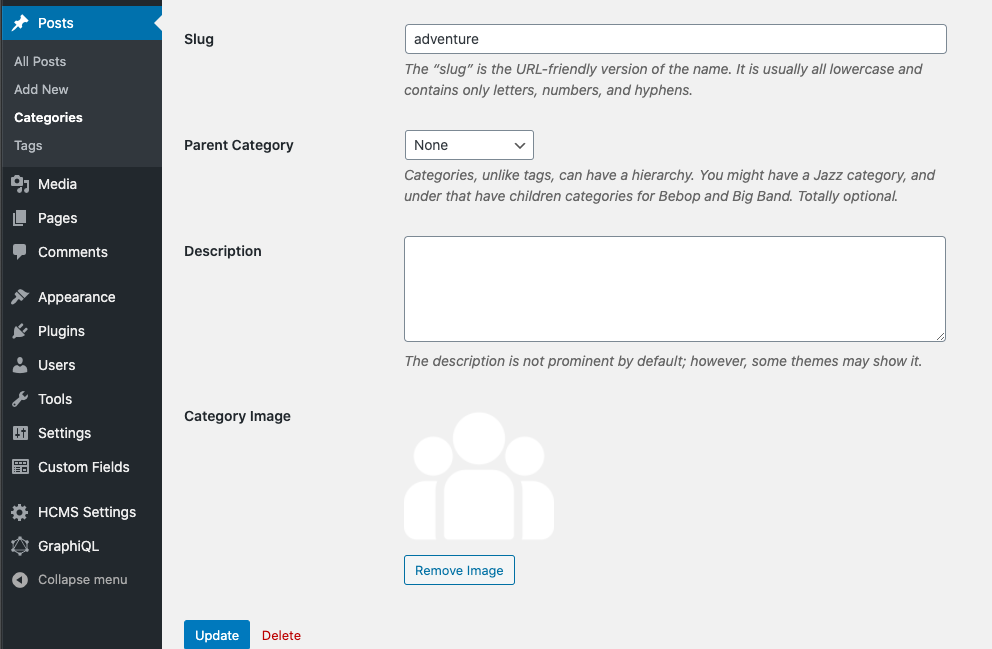 Posts
All Posts
Add New
Categories
Tags
Media
Pages
Comments
Appearance
Plugins
Users
Tools
Settings
Custom Fields
HCMS Settings
GraphiQL
Collapse menu
Slug
adventure
The “slug” is the URL-friendly version of the name. It is usually all lowercase and
contains only letters, numbers, and hyphens.
Parent Category
None
Categories, unlike tags, can have a hierarchy. You might have a Jazz category, and
under that have children categories for Bebop and Big Band. Totally optional.
Description
The description is not prominent by default; however, some themes may show it.
Category Image
Remove Image
Update Delete